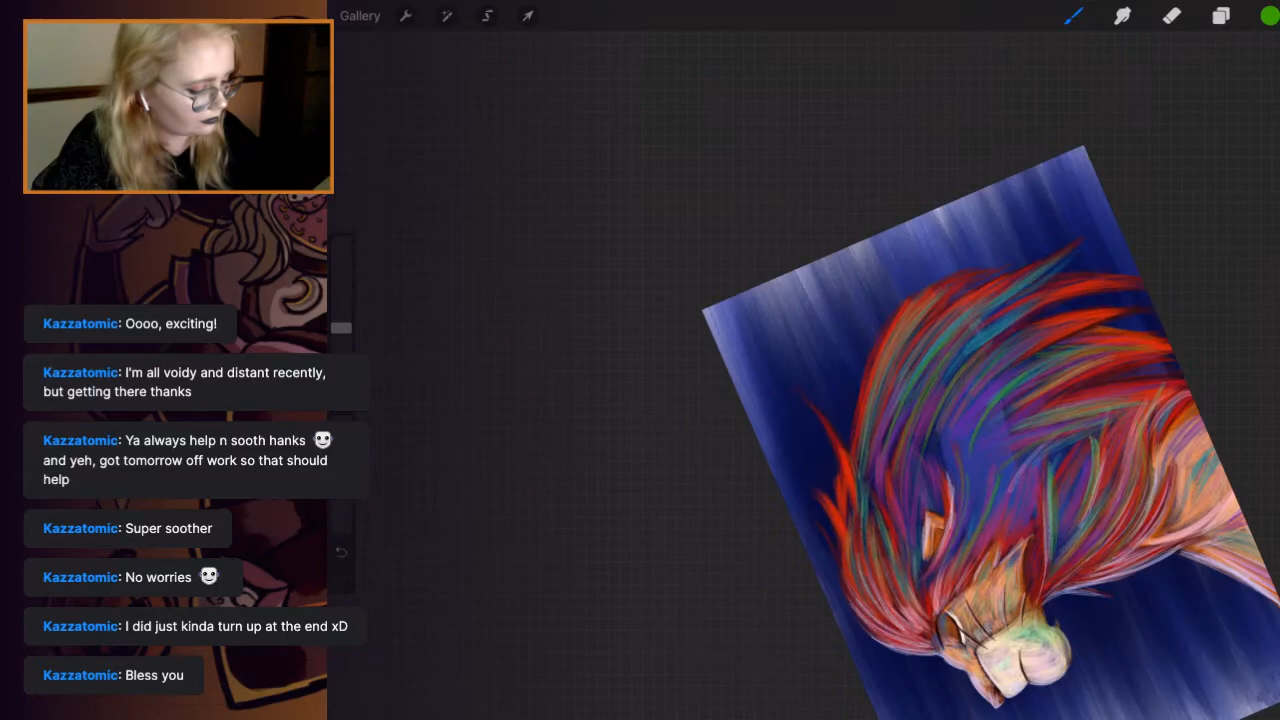 Gallery
Kazzatomic: Oooo, exciting!
Kazzatomic: I'm all voidy and distant recently,
but getting there thanks
Kazzatomic: Ya always help n sooth hanks
and yeh, got tomorrow off work so that should
help
Kazzatomic: Super soother
Kazzatomic: No worries
Kazzatomic: I did just kinda turn up at the end xD
Kazzatomic: Bless you